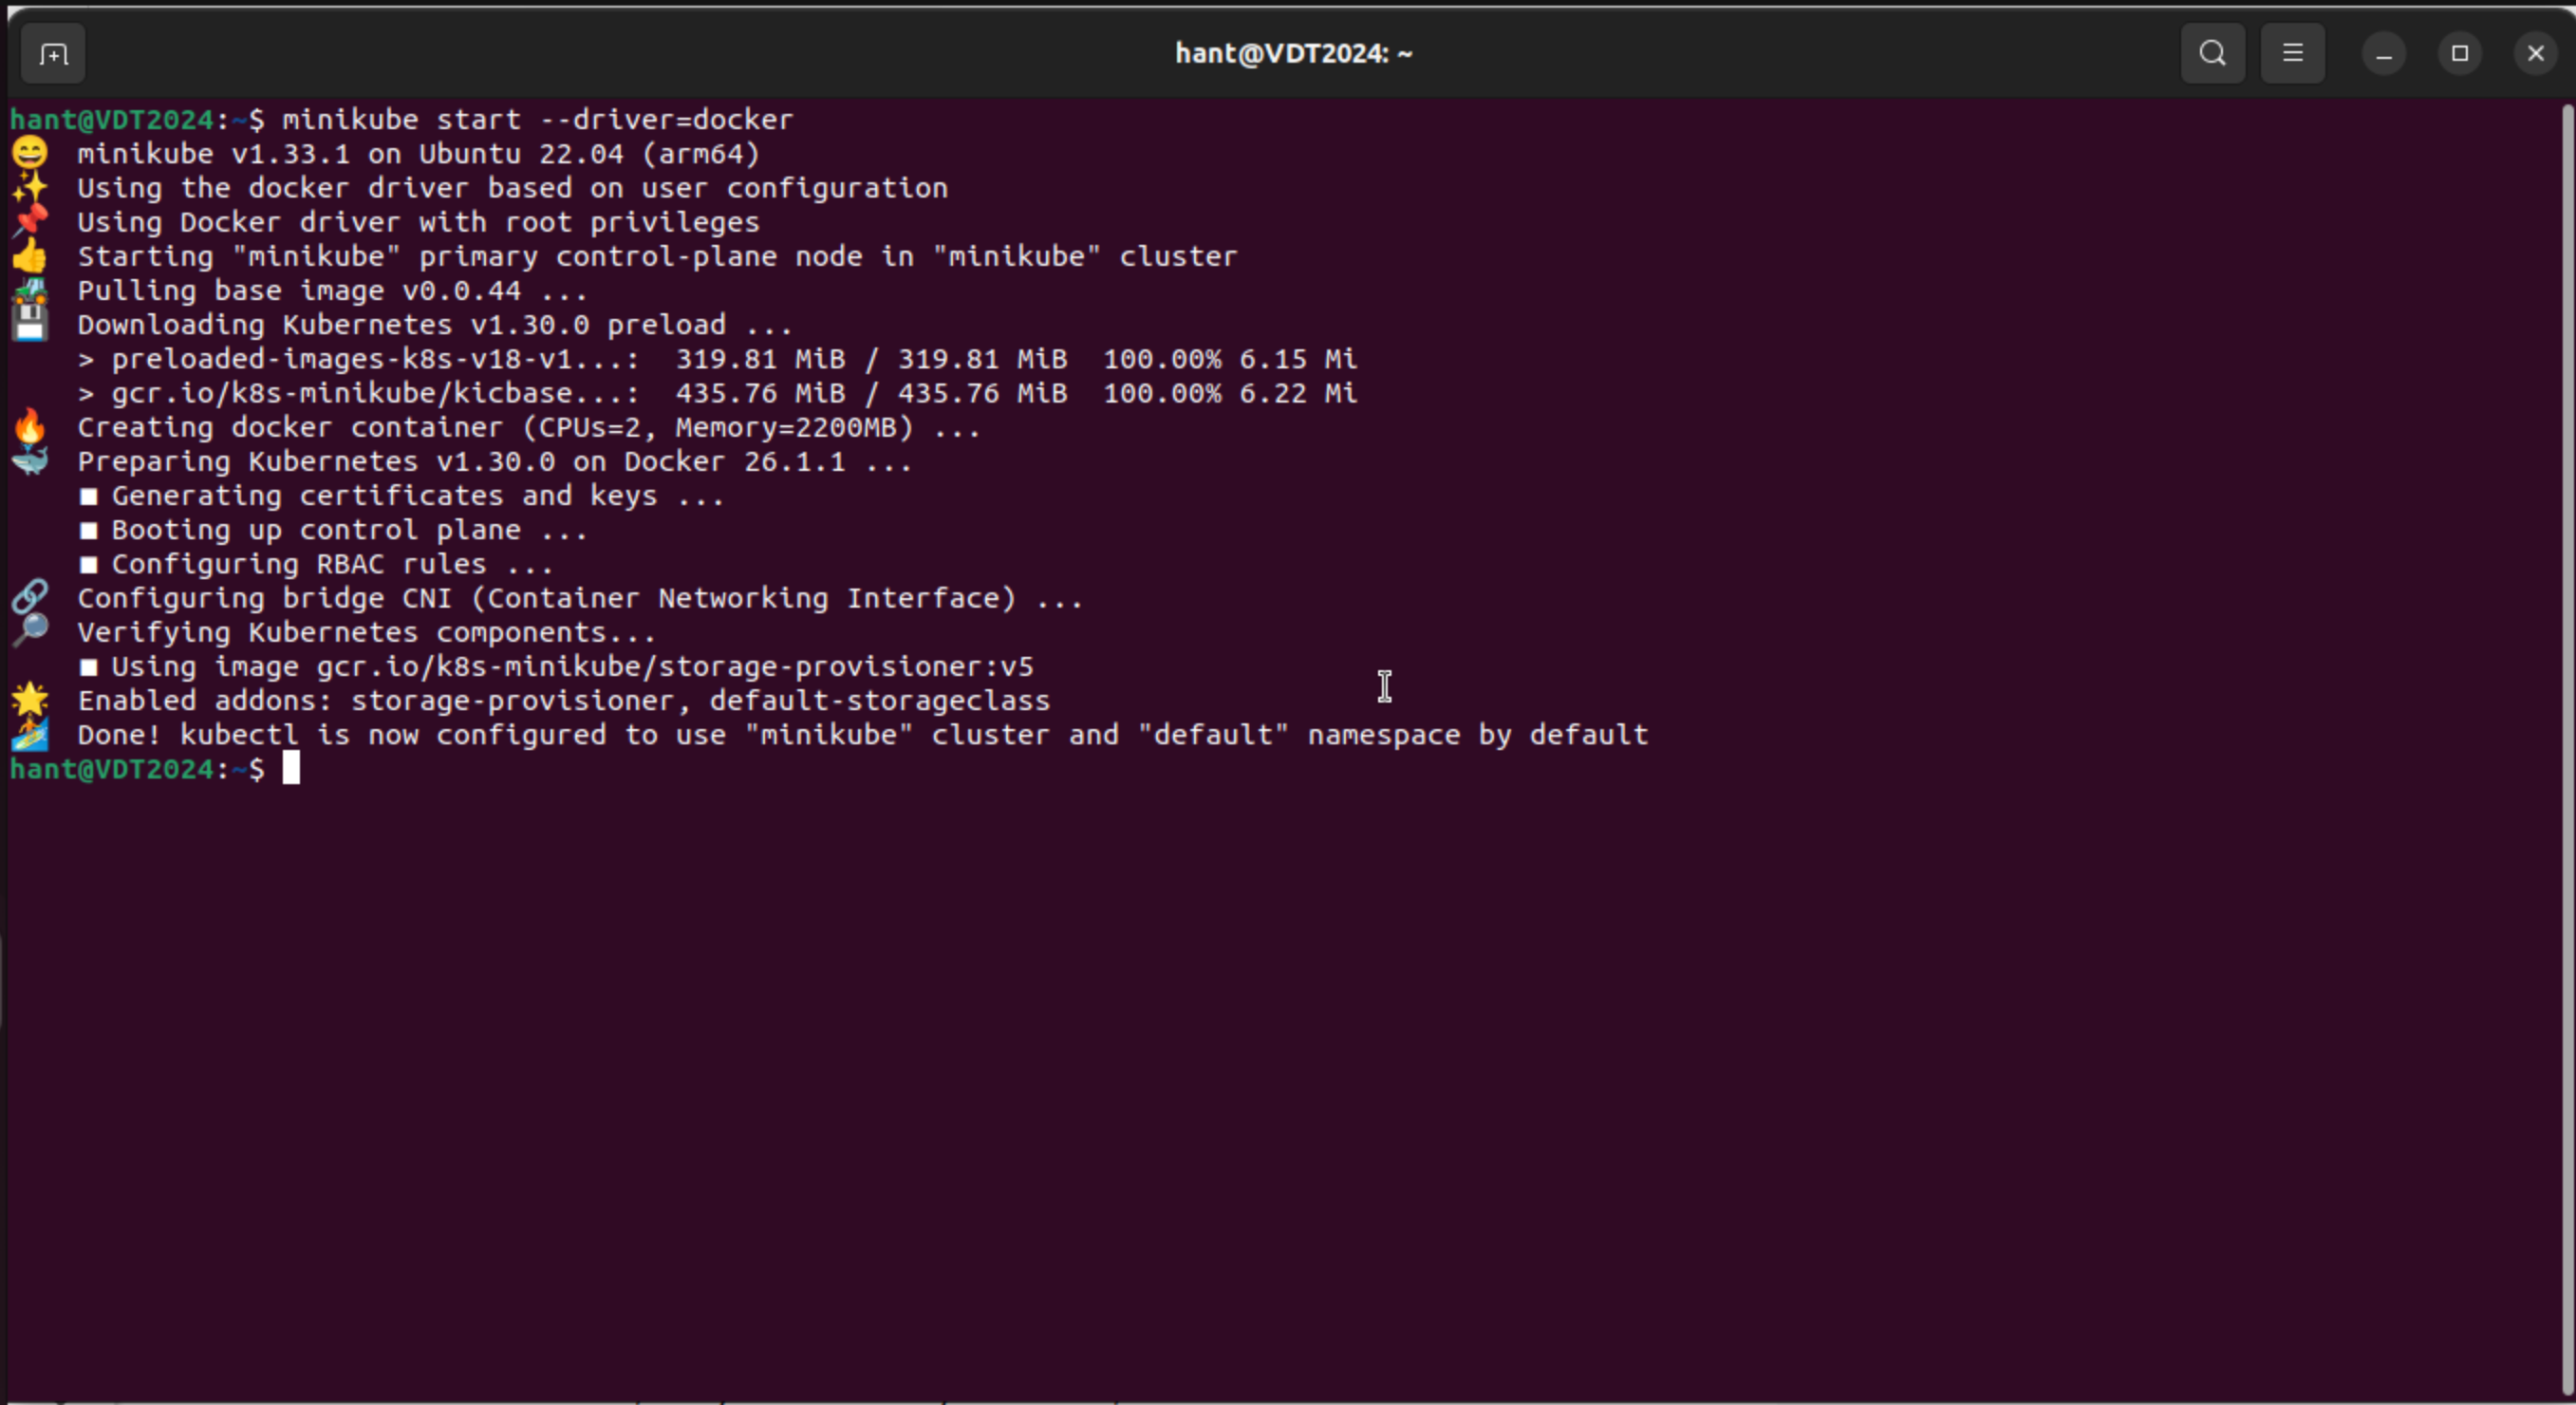 hant@VDT2024: ~
hant@VDT2024:~$ minikube start --driver=docker
😄 minikube v1.33.1 on Ubuntu 22.04 (arm64)
✨ Using the docker driver based on user configuration
📌 Using Docker driver with root privileges
👍 Starting "minikube" primary control-plane node in "minikube" cluster
🚜 Pulling base image v0.0.44 ...
💾 Downloading Kubernetes v1.30.0 preload ...
> preloaded-images-k8s-v18-v1...: 319.81 MiB / 319.81 MiB 100.00% 6.15 Mi
> gcr.io/k8s-minikube/kicbase...: 435.76 MiB / 435.76 MiB 100.00% 6.22 Mi
🔥 Creating docker container (CPUs=2, Memory=2200MB) ...
🐳 Preparing Kubernetes v1.30.0 on Docker 26.1.1 ...
■ Generating certificates and keys ...
■ Booting up control plane ...
■ Configuring RBAC rules ...
🔗 Configuring bridge CNI (Container Networking Interface) ...
🔎 Verifying Kubernetes components...
■ Using image gcr.io/k8s-minikube/storage-provisioner:v5
🌟 Enabled addons: storage-provisioner, default-storageclass
🏄 Done! kubectl is now configured to use "minikube" cluster and "default" namespace by default
hant@VDT2024:~$